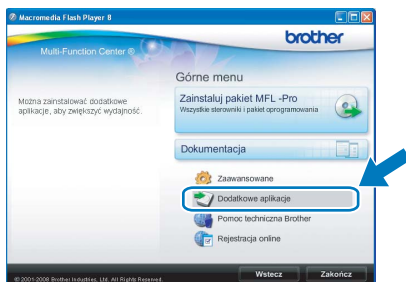 Macromedia Flash Player 8
brother
Multi-Function Center ®
Górne menu
Można zainstalować dodatkowe
aplikacje, aby zwiększyć wydajność.
Zainstaluj pakiet MFL -Pro
Wszystkie sterowniki i pakiet oprogramowania
Dokumentacja
Zaawansowane
Dodatkowe aplikacje
Pomoc techniczna Brother
Rejestracja online
© 2001-2008 Brother Industries, Ltd. All Rights Reserved.
Wstecz
Zakończ